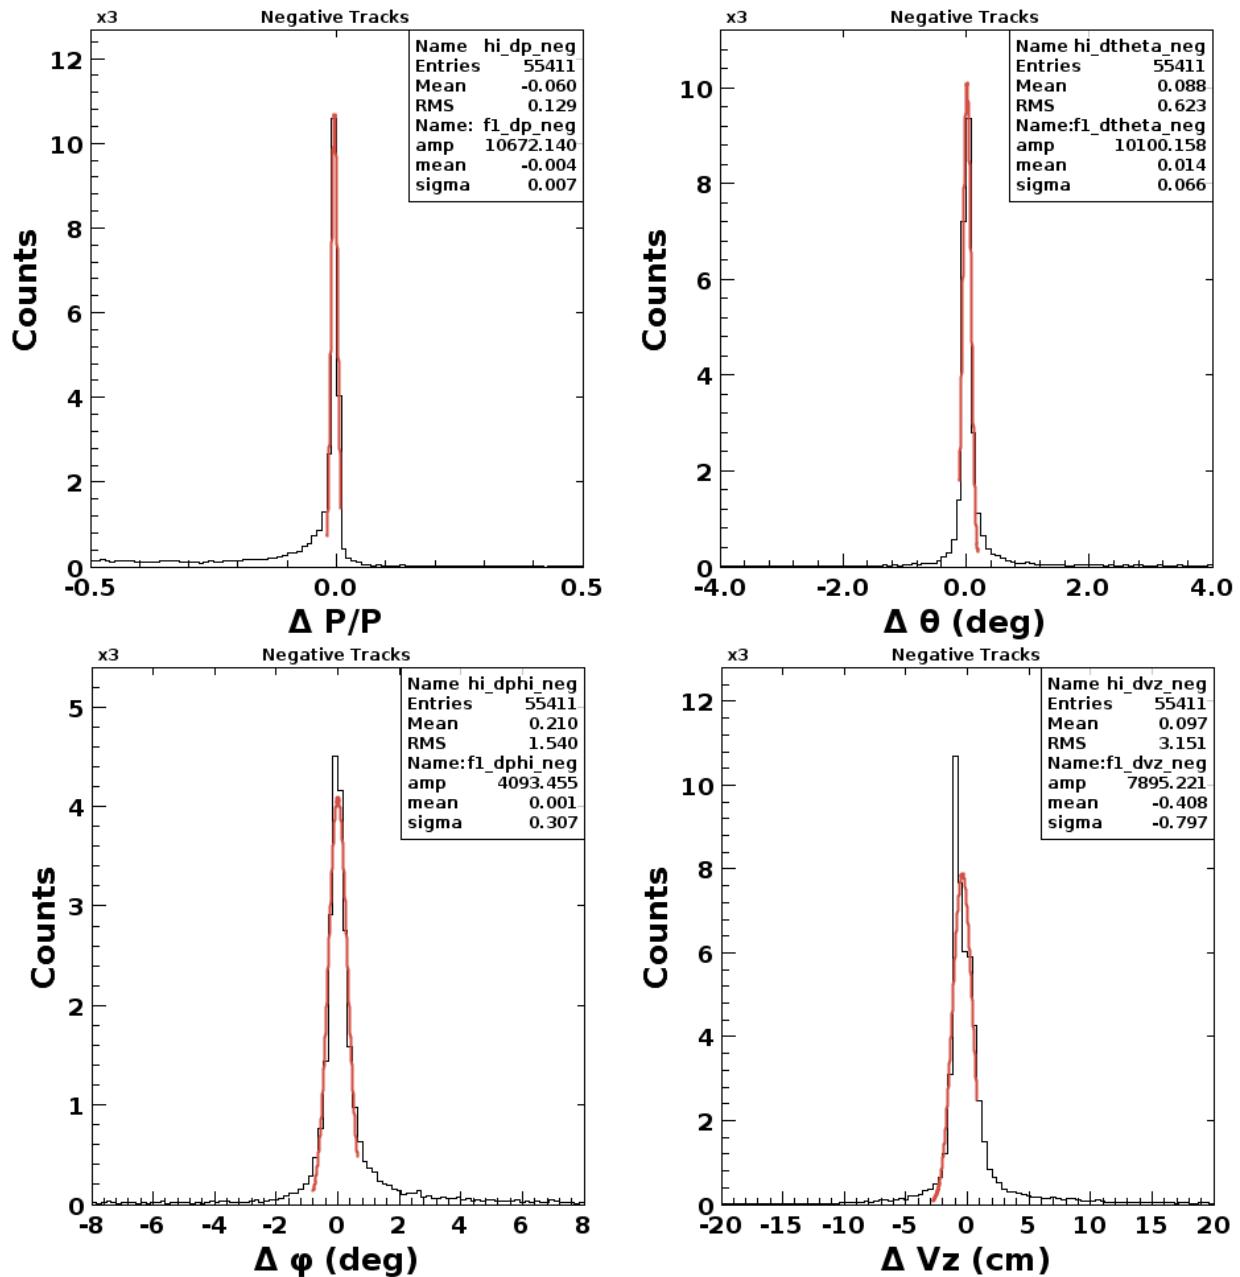 x3 Negative Tracks
Name hi_dp_neg
Entries 55411
Mean -0.060
RMS 0.129
Name: f1_dp_neg
amp 10672.140
mean -0.004
sigma 0.007
12
10
8
6
4
2
0
Counts
-0.5 0.0 0.5
Δ P/P
x3 Negative Tracks
Name hi_dtheta_neg
Entries 55411
Mean 0.088
RMS 0.623
Name:f1_dtheta_neg
amp 10100.158
mean 0.014
sigma 0.066
10
8
6
4
2
0
Counts
-4.0 -2.0 0.0 2.0 4.0
Δ θ (deg)
x3 Negative Tracks
Name hi_dphi_neg
Entries 55411
Mean 0.210
RMS 1.540
Name:f1_dphi_neg
amp 4093.455
mean 0.001
sigma 0.307
5
4
3
2
1
0
Counts
-8 -6 -4 -2 0 2 4 6 8
Δ φ (deg)
x3 Negative Tracks
Name hi_dvz_neg
Entries 55411
Mean 0.097
RMS 3.151
Name:f1_dvz_neg
amp 7895.221
mean -0.408
sigma -0.797
12
10
8
6
4
2
0
Counts
-20 -15 -10 -5 0 5 10 15 20
Δ Vz (cm)